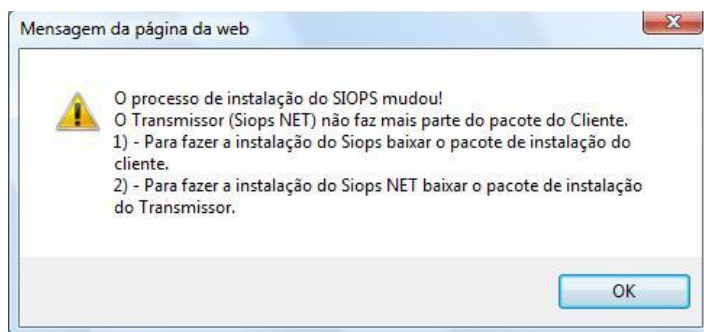 Mensagem da página da web
O processo de instalação do SIOPS mudou!
O Transmissor (Siops NET) não faz mais parte do pacote do Cliente.
1) - Para fazer a instalação do Siops baixar o pacote de instalação do
cliente.
2) - Para fazer a instalação do Siops NET baixar o pacote de instalação
do Transmissor.
OK